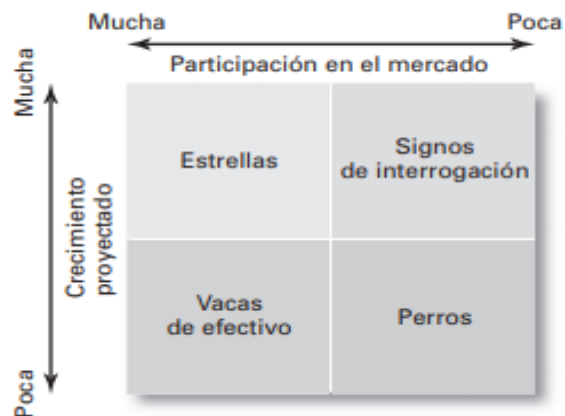 Mucha
Poca
Participación en el mercado
Mucha
Crecimiento
proyectado
Poca
Estrellas
Signos
de interrogación
Vacas
de efectivo
Perros